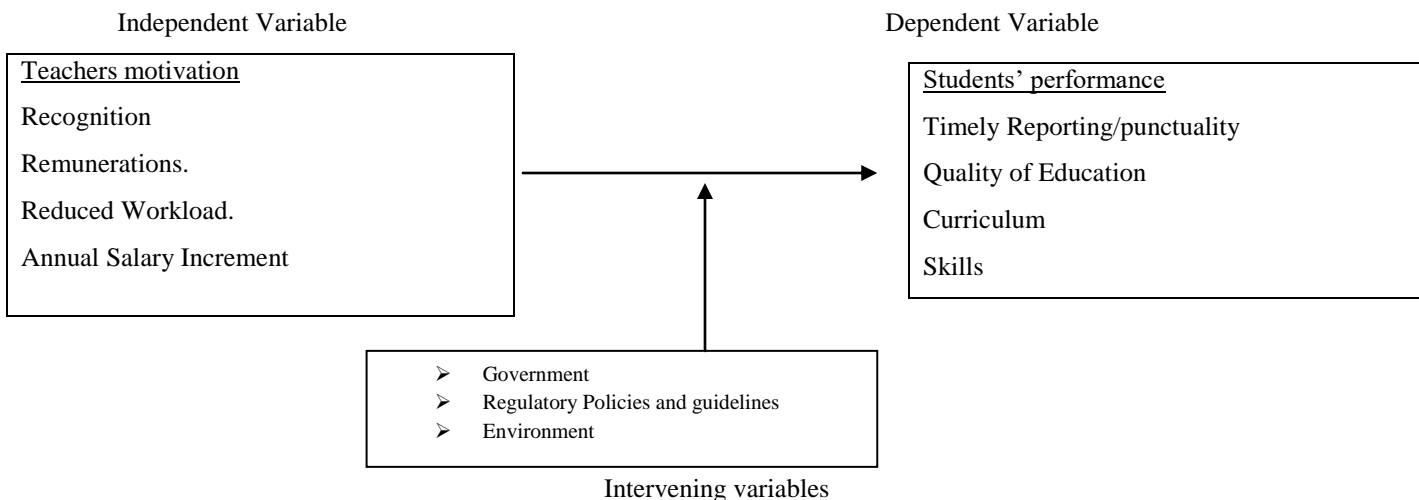 Independent Variable
Dependent Variable
Teachers motivation
Recognition
Remunerations.
Reduced Workload.
Annual Salary Increment
Students’ performance
Timely Reporting/punctuality
Quality of Education
Curriculum
Skills
➢ Government
➢ Regulatory Policies and guidelines
➢ Environment
Intervening variables